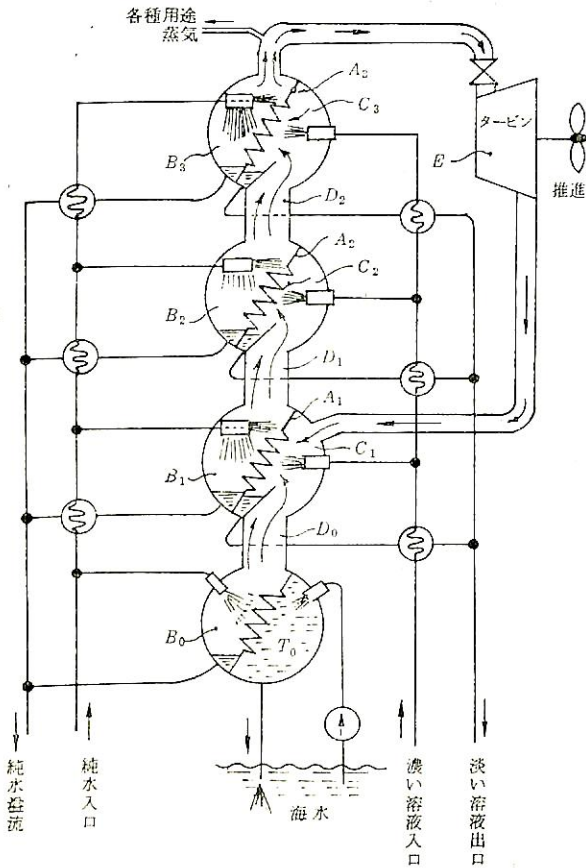 各種用途
蒸気
A₃
C₃
タービン
E
推進
B₃
D₂
A₂
C₂
B₂
D₁
A₁
C₁
B₁
D₀
B₀
T₀
純水溢流
純水入口
海水
濃い溶液入口
淡い溶液出口